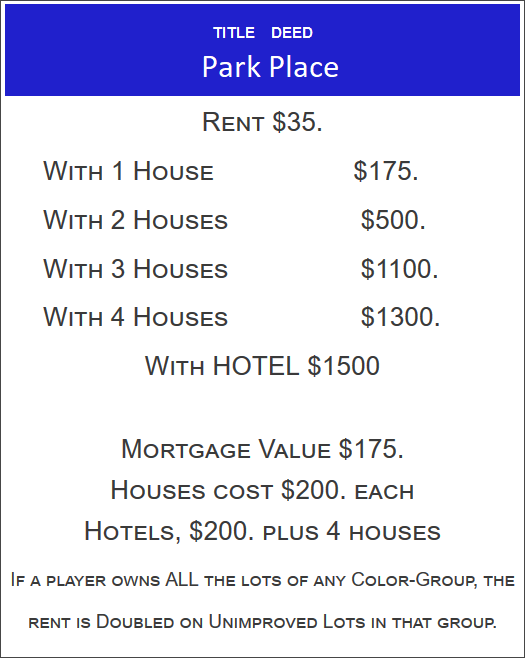 TITLE DEED
Park Place
Rent $35.
With 1 House $175.
With 2 Houses $500.
With 3 Houses $1100.
With 4 Houses $1300.
With HOTEL $1500
Mortgage Value $175.
Houses cost $200. each
Hotels, $200. plus 4 houses
If a player owns ALL the lots of any Color-Group, the
rent is Doubled on Unimproved Lots in that group.